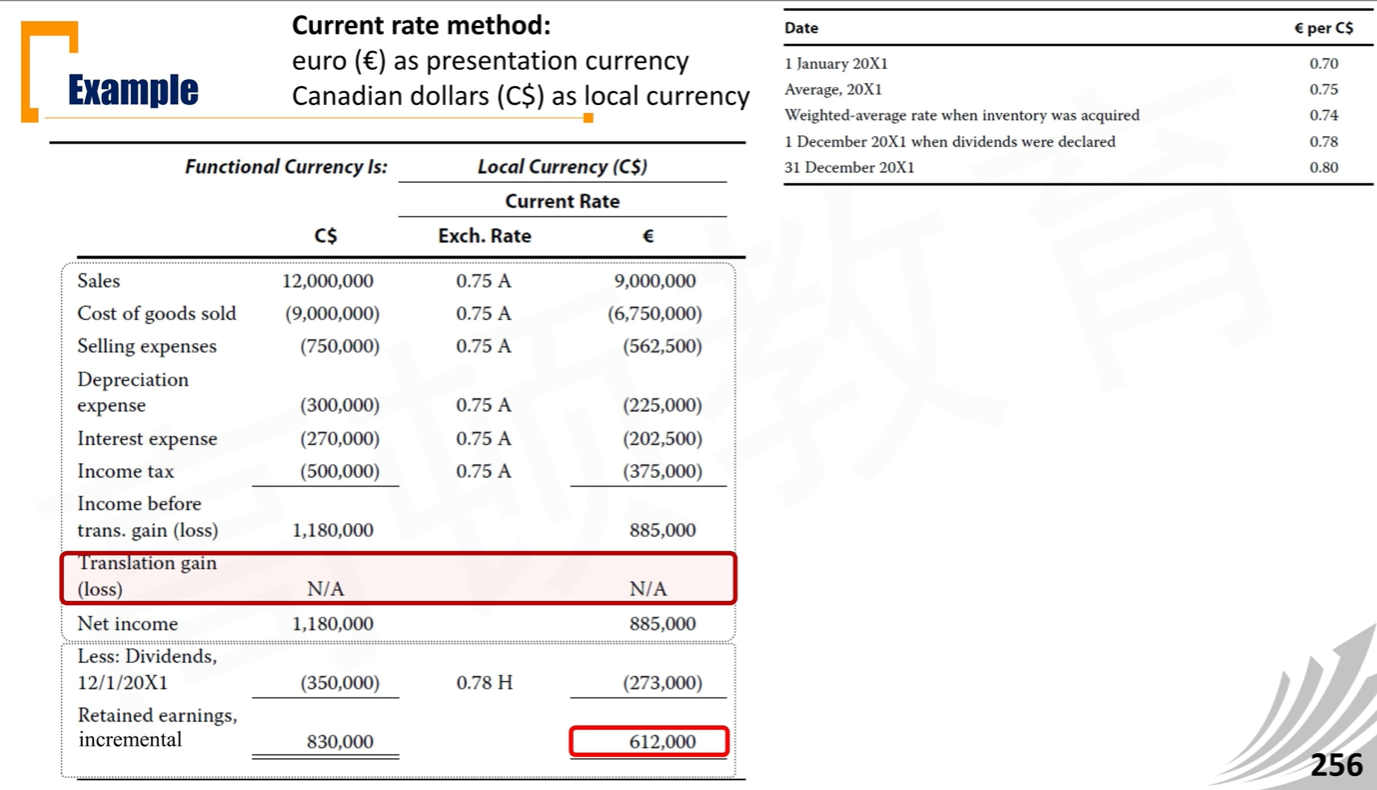 Example
Current rate method:
euro (€) as presentation currency
Canadian dollars (C$) as local currency
Date € per C$
1 January 20X1 0.70
Average, 20X1 0.75
Weighted-average rate when inventory was acquired 0.74
1 December 20X1 when dividends were declared 0.78
31 December 20X1 0.80
Functional Currency Is: Local Currency (C$)
Current Rate
C$ Exch. Rate €
Sales 12,000,000 0.75 A 9,000,000
Cost of goods sold (9,000,000) 0.75 A (6,750,000)
Selling expenses (750,000) 0.75 A (562,500)
Depreciation
expense (300,000) 0.75 A (225,000)
Interest expense (270,000) 0.75 A (202,500)
Income tax (500,000) 0.75 A (375,000)
Income before
trans. gain (loss) 1,180,000 885,000
Translation gain
(loss) N/A N/A
Net income 1,180,000 885,000
Less: Dividends,
12/1/20X1 (350,000) 0.78 H (273,000)
Retained earnings,
incremental 830,000 612,000
256
高顿教育